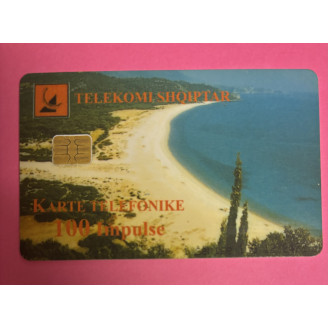 TELEKOMI SHQIPTAR
KARTE TELEFONIKE
100 Impulse